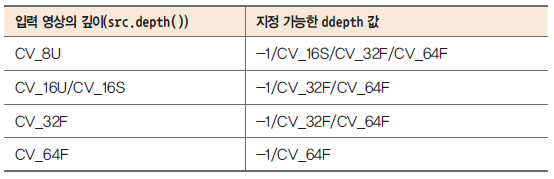 입력 영상의 깊이(src.depth()) 지정 가능한 ddepth 값
CV_8U −1/CV_16S/CV_32F/CV_64F
CV_16U/CV_16S −1/CV_32F/CV_64F
CV_32F −1/CV_32F/CV_64F
CV_64F −1/CV_64F